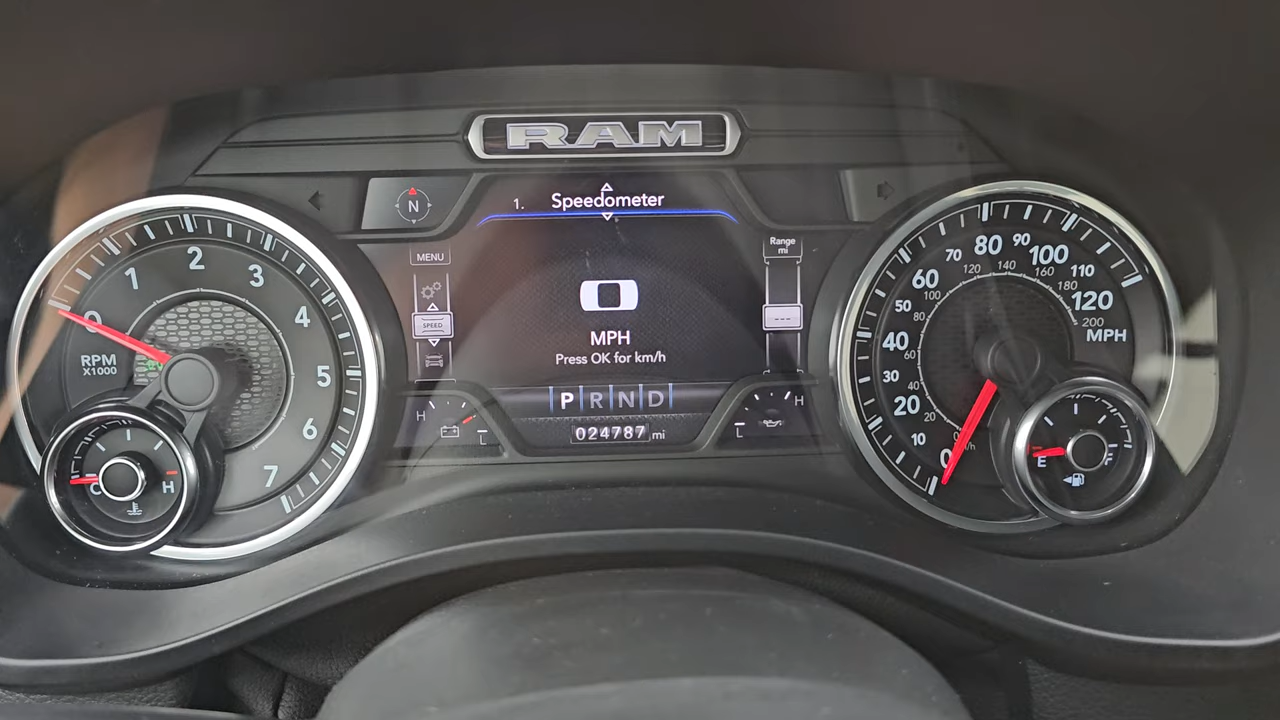 RAM
N
1. Speedometer
MENU
SPEED
0
MPH
Press OK for km/h
Range
mi
---
P R N D
024787 mi
H
L
L
H
0 1 2 3 4 5 6 7
RPM
X1000
C H
0 10 20 30 40 50 60 70 80 90 100 110 120
MPH
20 40 60 80 100 120 140 160 180 200
E F